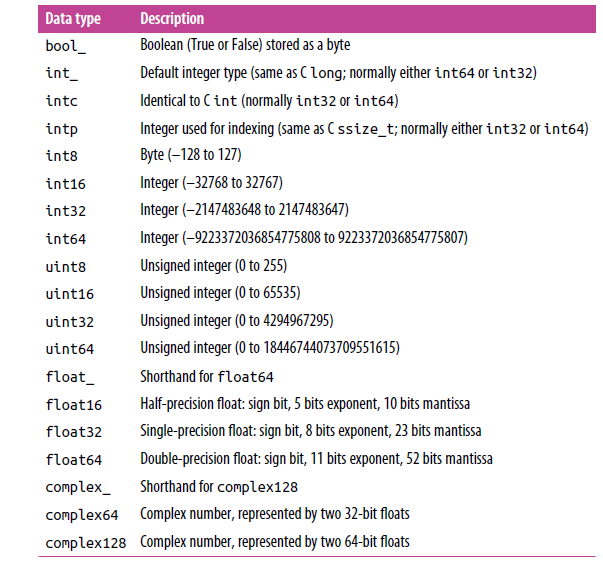 Data type Description
bool_ Boolean (True or False) stored as a byte
int_ Default integer type (same as C long; normally either int64 or int32)
intc Identical to C int (normally int32 or int64)
intp Integer used for indexing (same as C ssize_t; normally either int32 or int64)
int8 Byte (–128 to 127)
int16 Integer (–32768 to 32767)
int32 Integer (–2147483648 to 2147483647)
int64 Integer (–9223372036854775808 to 9223372036854775807)
uint8 Unsigned integer (0 to 255)
uint16 Unsigned integer (0 to 65535)
uint32 Unsigned integer (0 to 4294967295)
uint64 Unsigned integer (0 to 18446744073709551615)
float_ Shorthand for float64
float16 Half-precision float: sign bit, 5 bits exponent, 10 bits mantissa
float32 Single-precision float: sign bit, 8 bits exponent, 23 bits mantissa
float64 Double-precision float: sign bit, 11 bits exponent, 52 bits mantissa
complex_ Shorthand for complex128
complex64 Complex number, represented by two 32-bit floats
complex128 Complex number, represented by two 64-bit floats